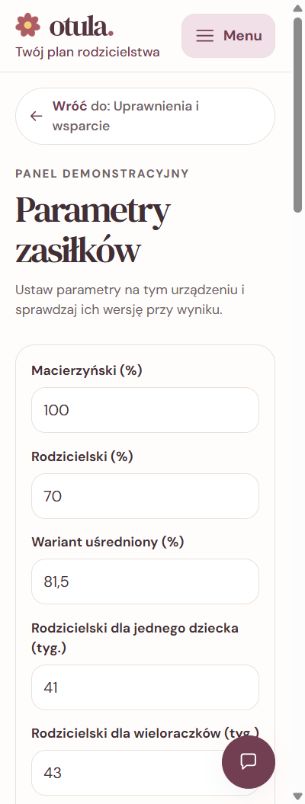 otula.
Menu
Twój plan rodzicielstwa
Wróć do: Uprawnienia i
wsparcie
PANEL DEMONSTRACYJNY
Parametry
zasiłków
Ustaw parametry na tym urządzeniu i
sprawdzaj ich wersję przy wyniku.
Macierzyński (%)
100
Rodzicielski (%)
70
Wariant uśredniony (%)
81,5
Rodzicielski dla jednego dziecka
(tyg.)
41
Rodzicielski dla wieloraczków (tyg.)
43